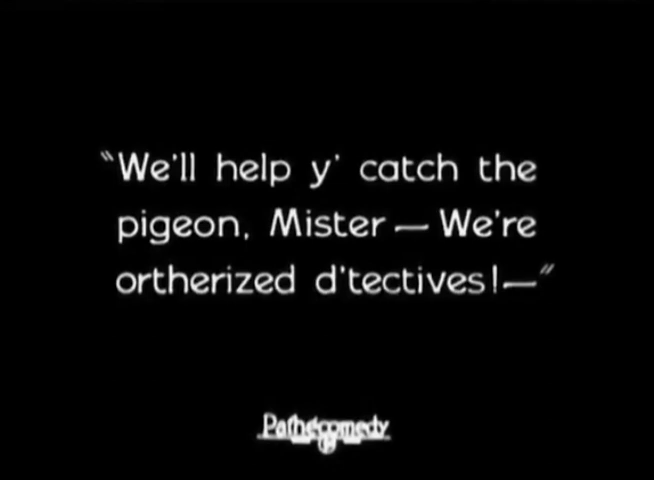 “We'll help y' catch the
pigeon, Mister — We're
ortherized d'tectives!—”
Pathécomedy